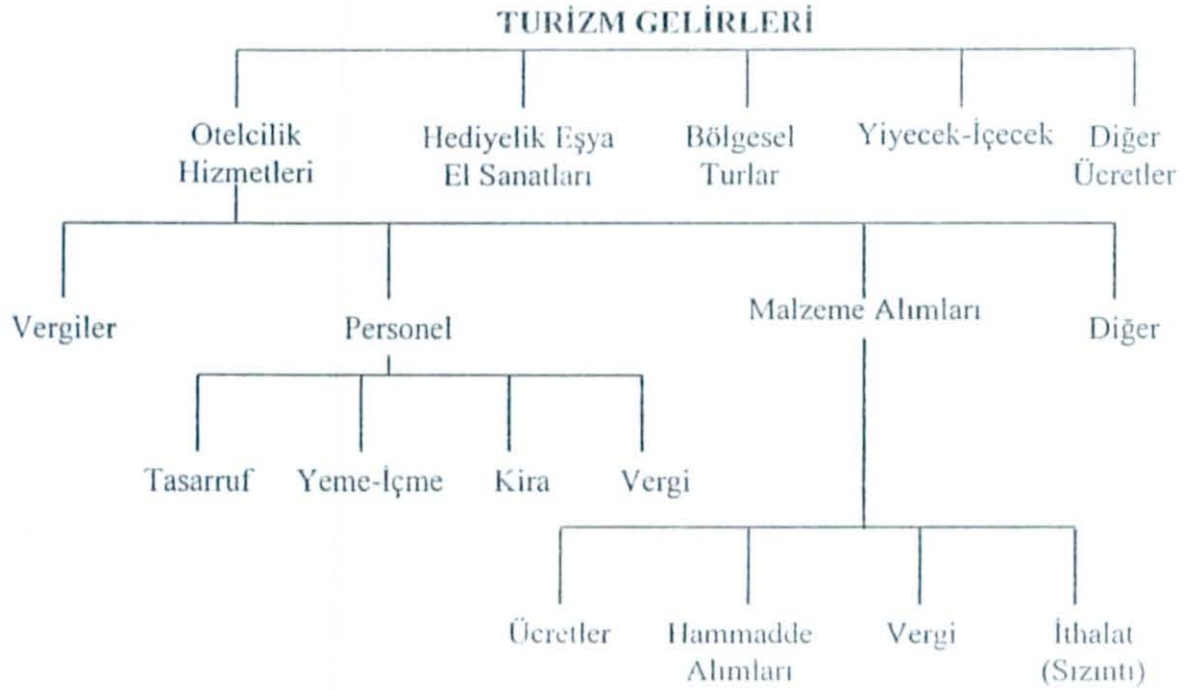 TURİZM GELİRLERİ
Otelcilik
Hizmetleri
Hediyelik Eşya
El Sanatları
Bölgesel
Turlar
Yiyecek-İçecek
Diğer
Ücretler
Vergiler
Personel
Malzeme Alımları
Diğer
Tasarruf
Yeme-İçme
Kira
Vergi
Ücretler
Hammadde
Alımları
Vergi
İthalat
(Sızıntı)